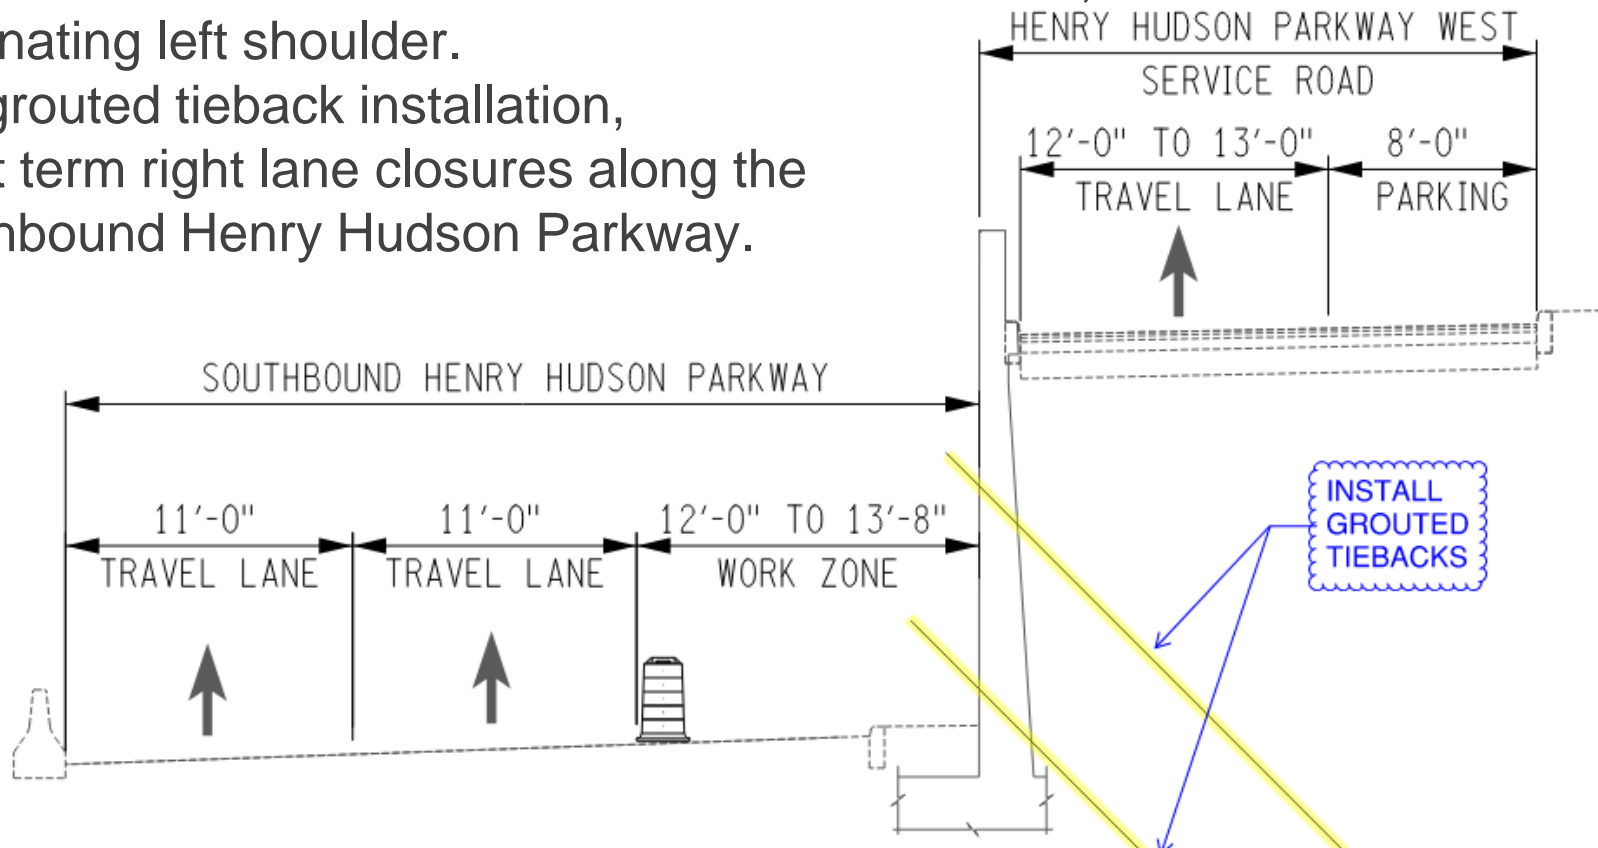 nating left shoulder.
grouted tieback installation,
t term right lane closures along the
nbound Henry Hudson Parkway.
HENRY HUDSON PARKWAY WEST
SERVICE ROAD
12'-0" TO 13'-0" 8'-0"
TRAVEL LANE PARKING
SOUTHBOUND HENRY HUDSON PARKWAY
11'-0" 11'-0" 12'-0" TO 13'-8"
TRAVEL LANE TRAVEL LANE WORK ZONE
INSTALL
GROUTED
TIEBACKS